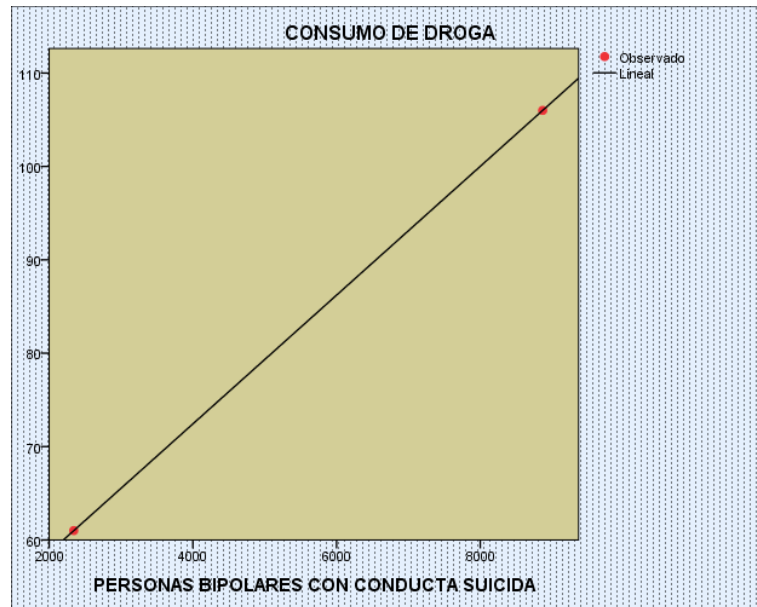 CONSUMO DE DROGA
Observado
Lineal
110
100
90
80
70
60
2000
4000
6000
8000
PERSONAS BIPOLARES CON CONDUCTA SUICIDA